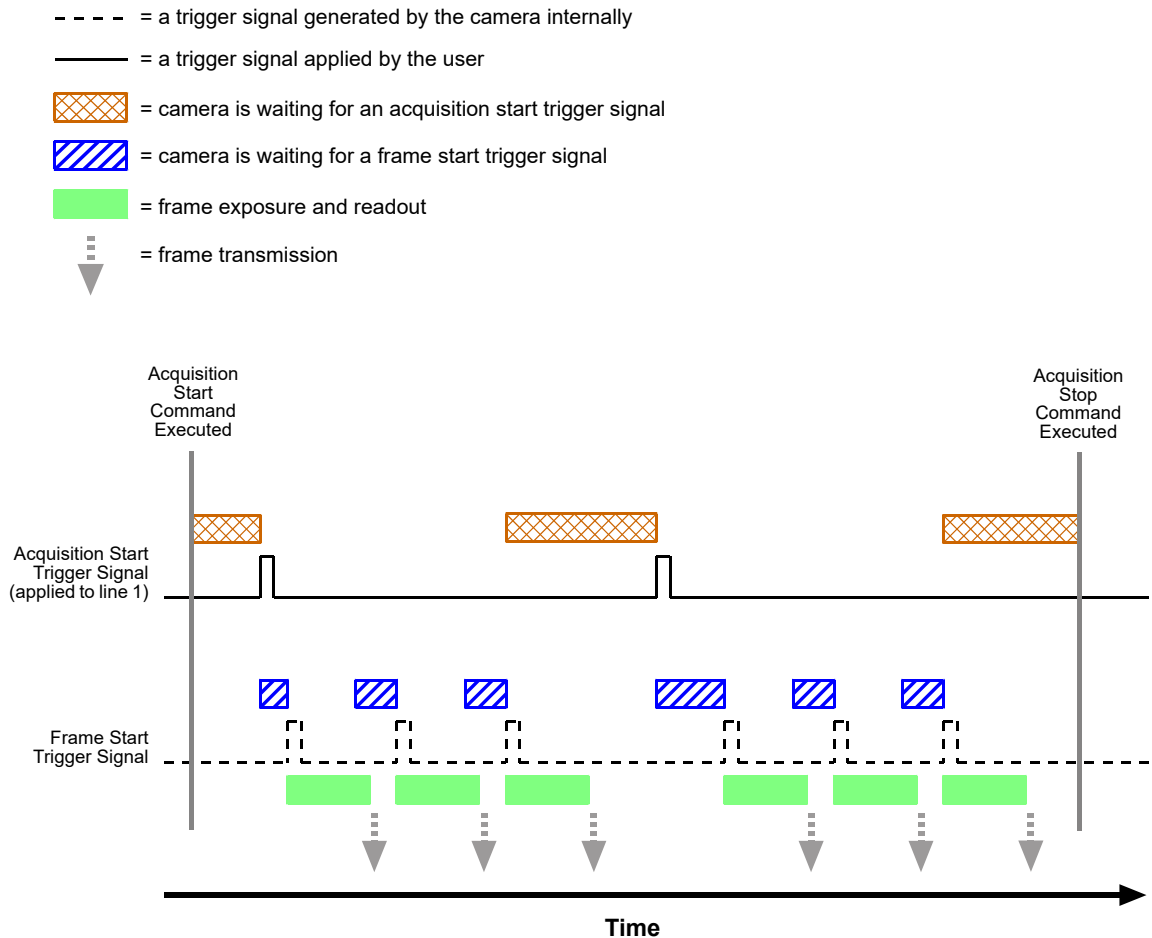 = a trigger signal generated by the camera internally
= a trigger signal applied by the user
= camera is waiting for an acquisition start trigger signal
= camera is waiting for a frame start trigger signal
= frame exposure and readout
= frame transmission
Acquisition
Start
Command
Executed
Acquisition
Stop
Command
Executed
Acquisition Start
Trigger Signal
(applied to line 1)
Frame Start
Trigger Signal
Time